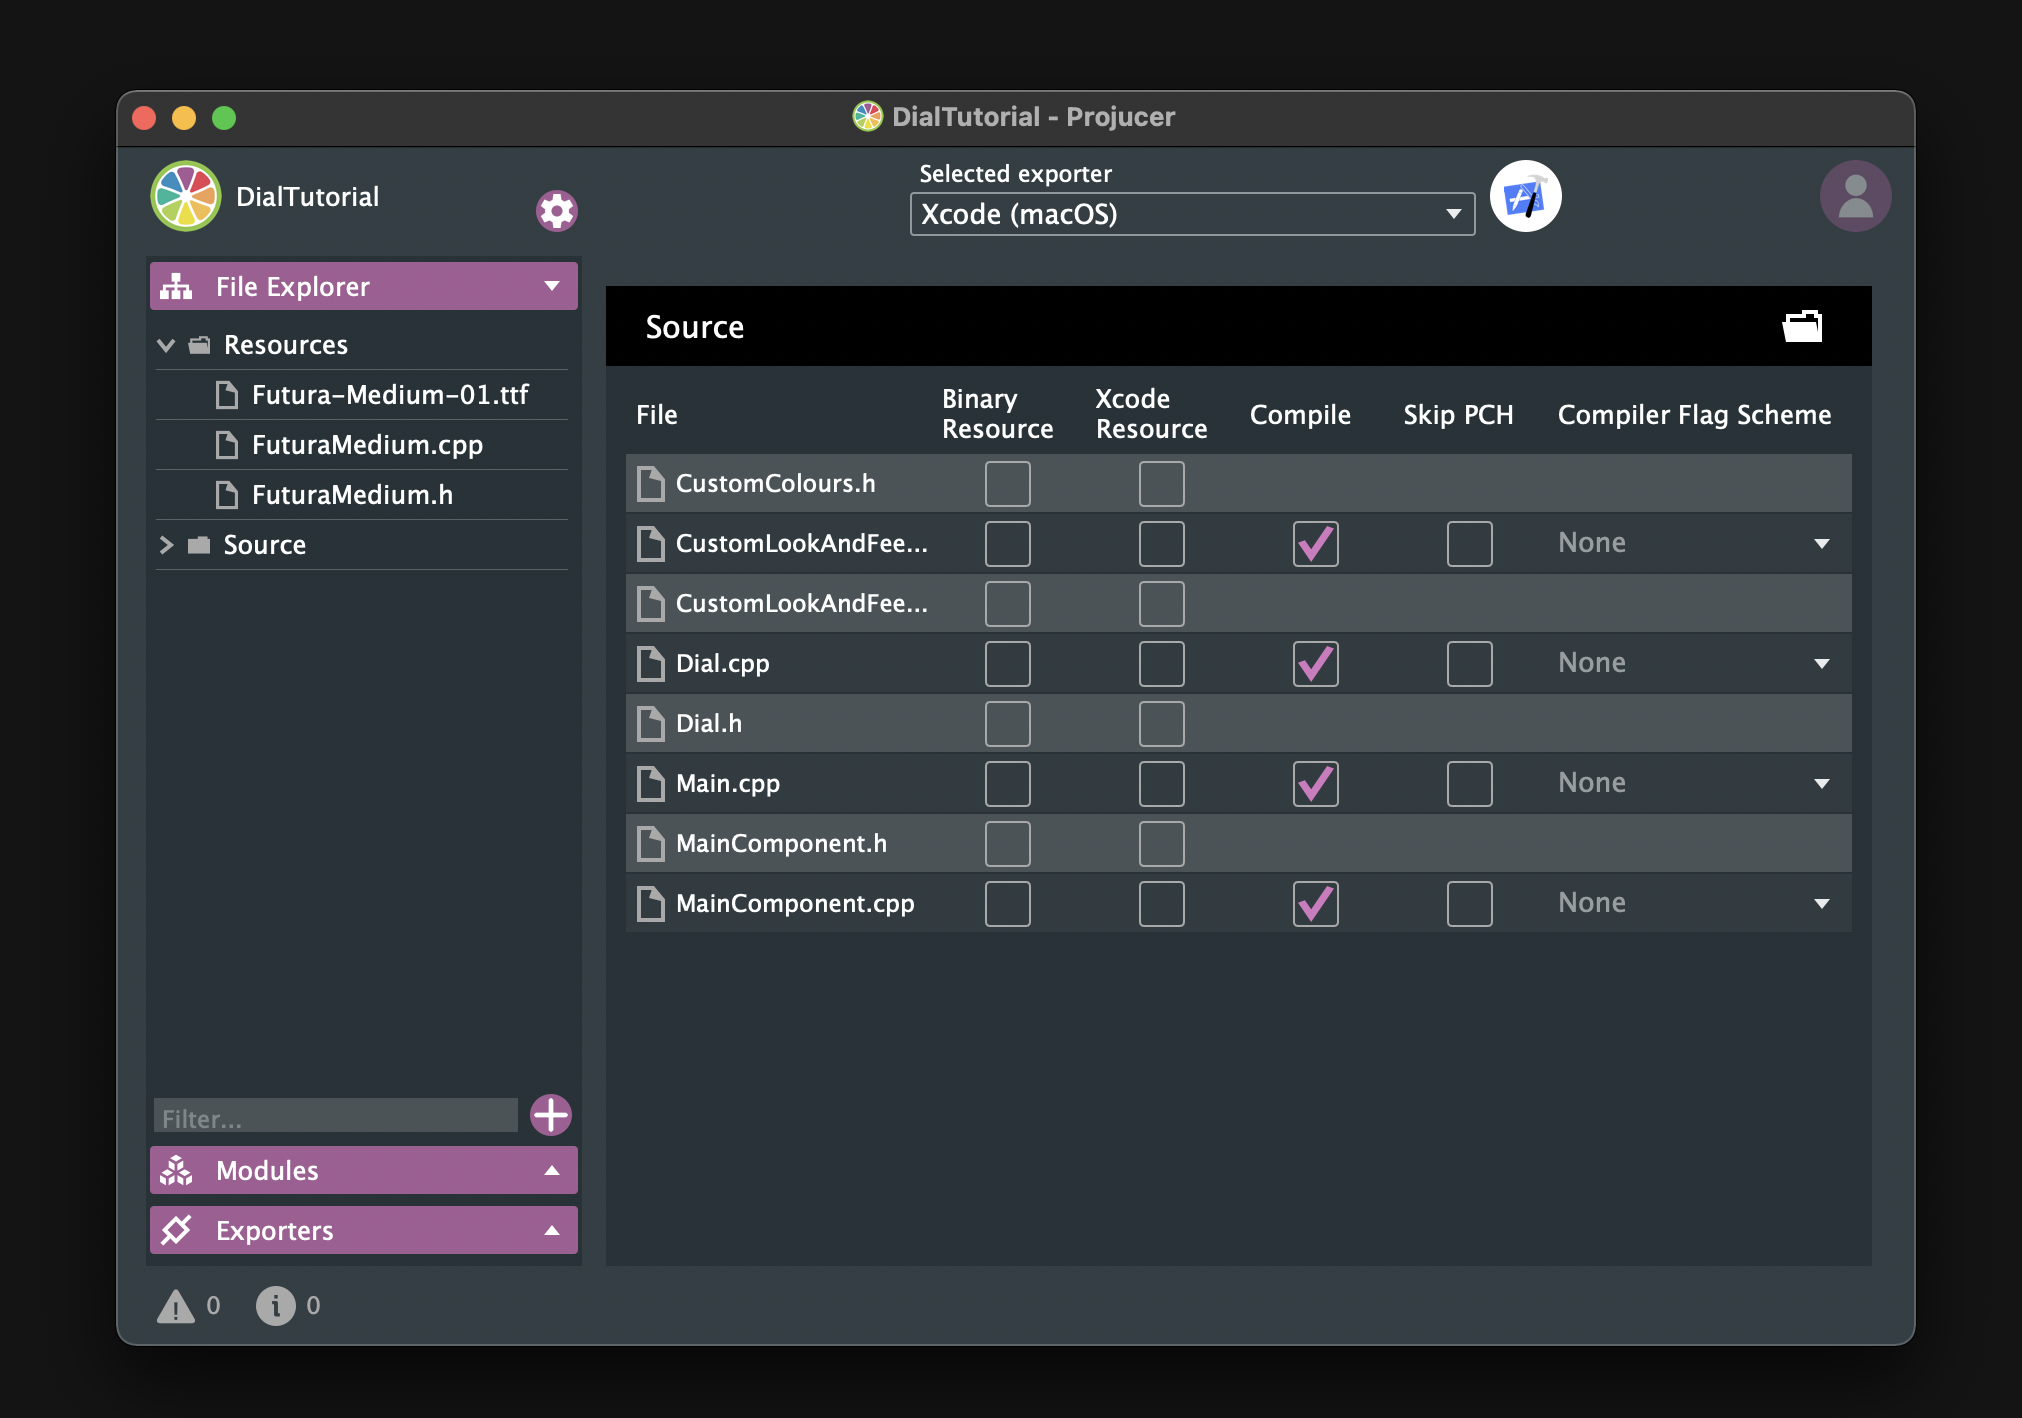 DialTutorial - Projucer
DialTutorial
Selected exporter
Xcode (macOS)
File Explorer
Resources
Futura-Medium-01.ttf
FuturaMedium.cpp
FuturaMedium.h
Source
Filter...
Modules
Exporters
0
0
Source
File
Binary Resource
Xcode Resource
Compile
Skip PCH
Compiler Flag Scheme
CustomColours.h
CustomLookAndFee...
None
CustomLookAndFee...
Dial.cpp
None
Dial.h
Main.cpp
None
MainComponent.h
MainComponent.cpp
None